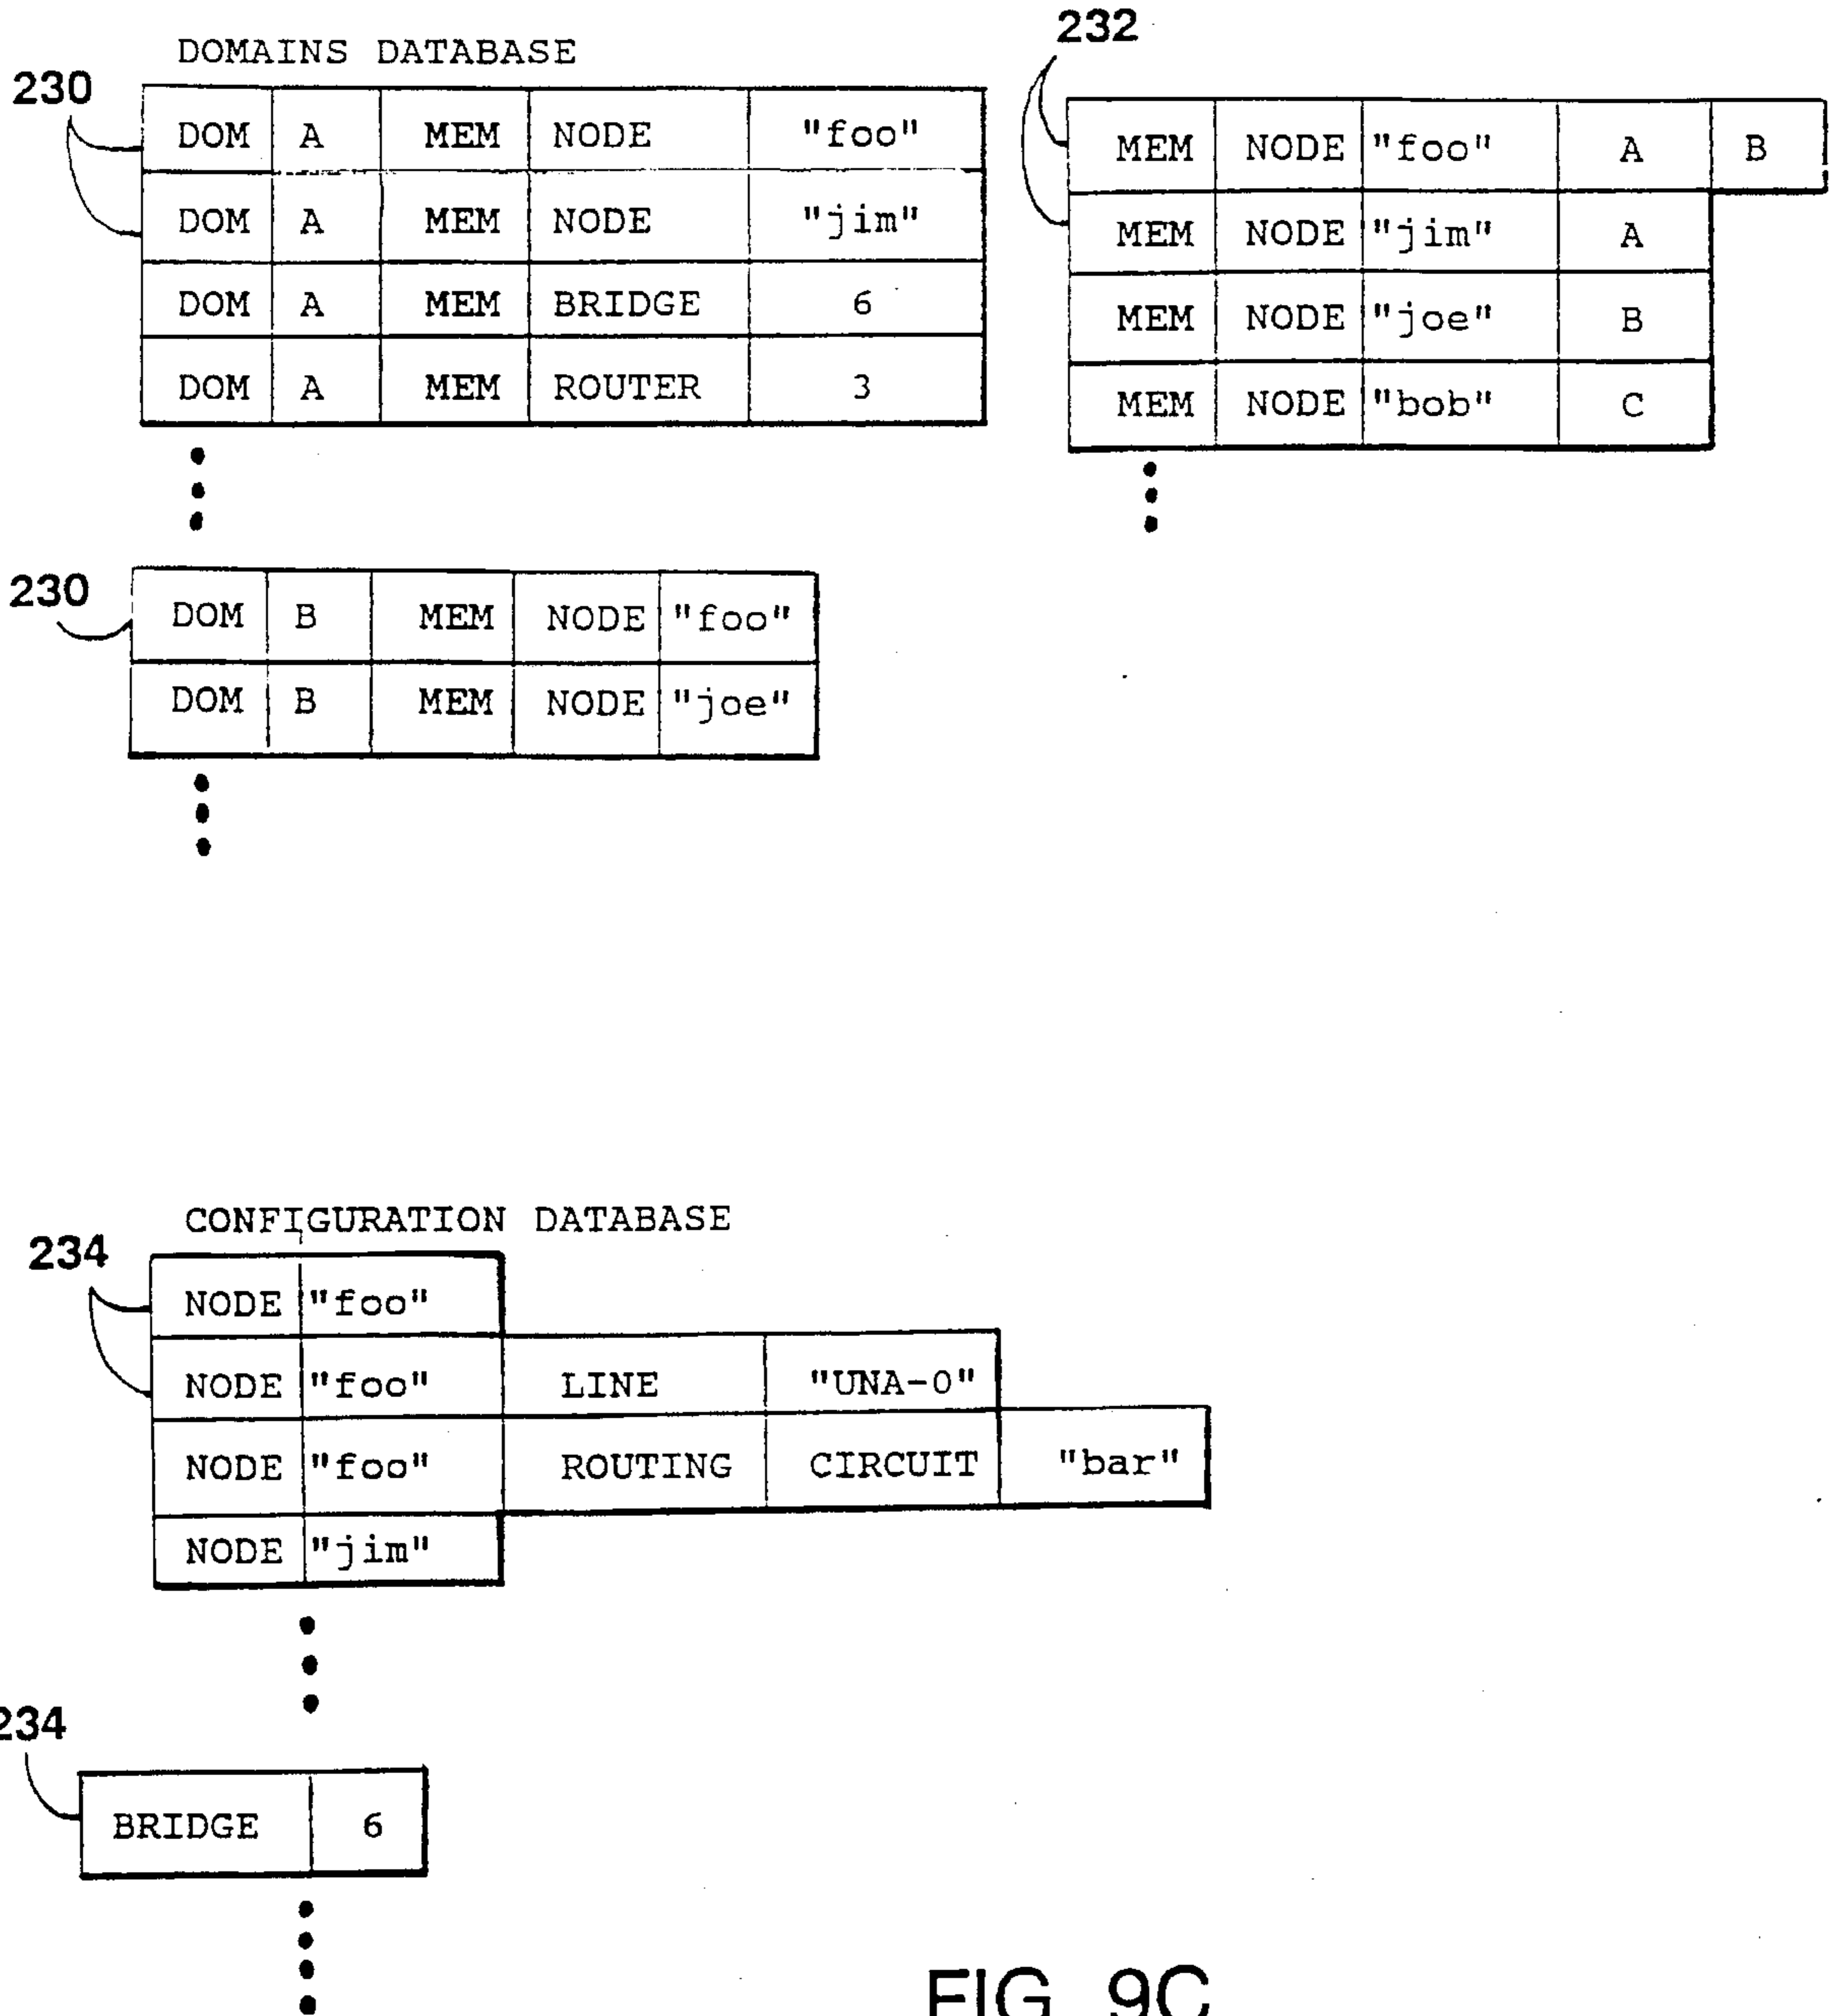 232
DOMAINS DATABASE
230
DOM A MEM NODE "foo"
DOM A MEM NODE "jim"
DOM A MEM BRIDGE 6
DOM A MEM ROUTER 3
MEM NODE "foo" A B
MEM NODE "jim" A
MEM NODE "joe" B
MEM NODE "bob" C
230
DOM B MEM NODE "foo"
DOM B MEM NODE "joe"
CONFIGURATION DATABASE
234
NODE "foo"
NODE "foo" LINE "UNA-0"
NODE "foo" ROUTING CIRCUIT "bar"
NODE "jim"
234
BRIDGE 6
FIG 9C